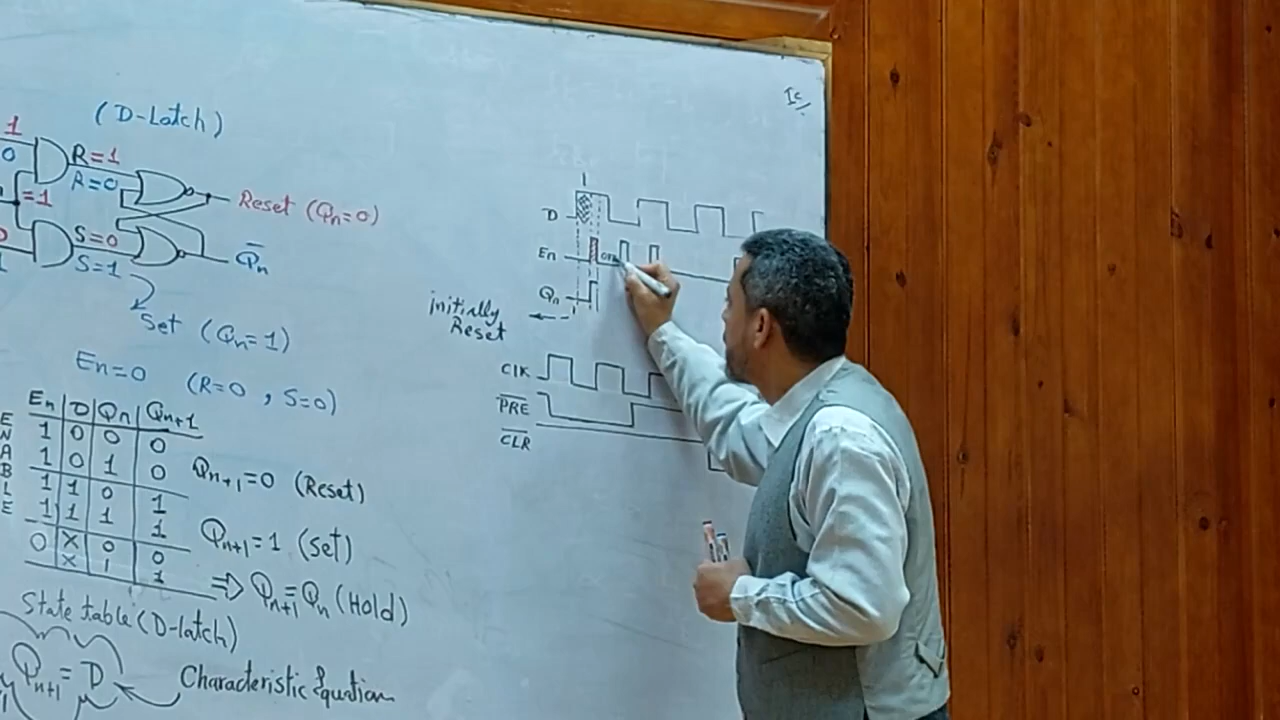 (D-Latch)
1
0
R=1
R=0
=1
Reset (Qn=0)
S=0
S=1
Q̅n
Set (Qn=1)
En=0 (R=0 , S=0)
En D Qn Qn+1
1 0 0 0
1 0 1 0
1 1 0 1
1 1 1 1
0 X 0 0
X 1 1
ENABLE
Qn+1=0 (Reset)
Qn+1=1 (Set)
⇒ Qn+1=Qn (Hold)
State table (D-latch)
Qn+1=D
Characteristic Equation
D
En
OFF
Qn
initially
Reset
CLK
P̅R̅E̅
C̅L̅R̅